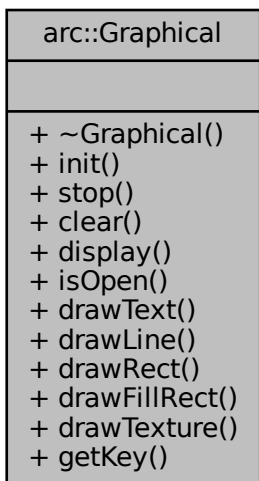 arc::Graphical
+ ~Graphical()
+ init()
+ stop()
+ clear()
+ display()
+ isOpen()
+ drawText()
+ drawLine()
+ drawRect()
+ drawFillRect()
+ drawTexture()
+ getKey()